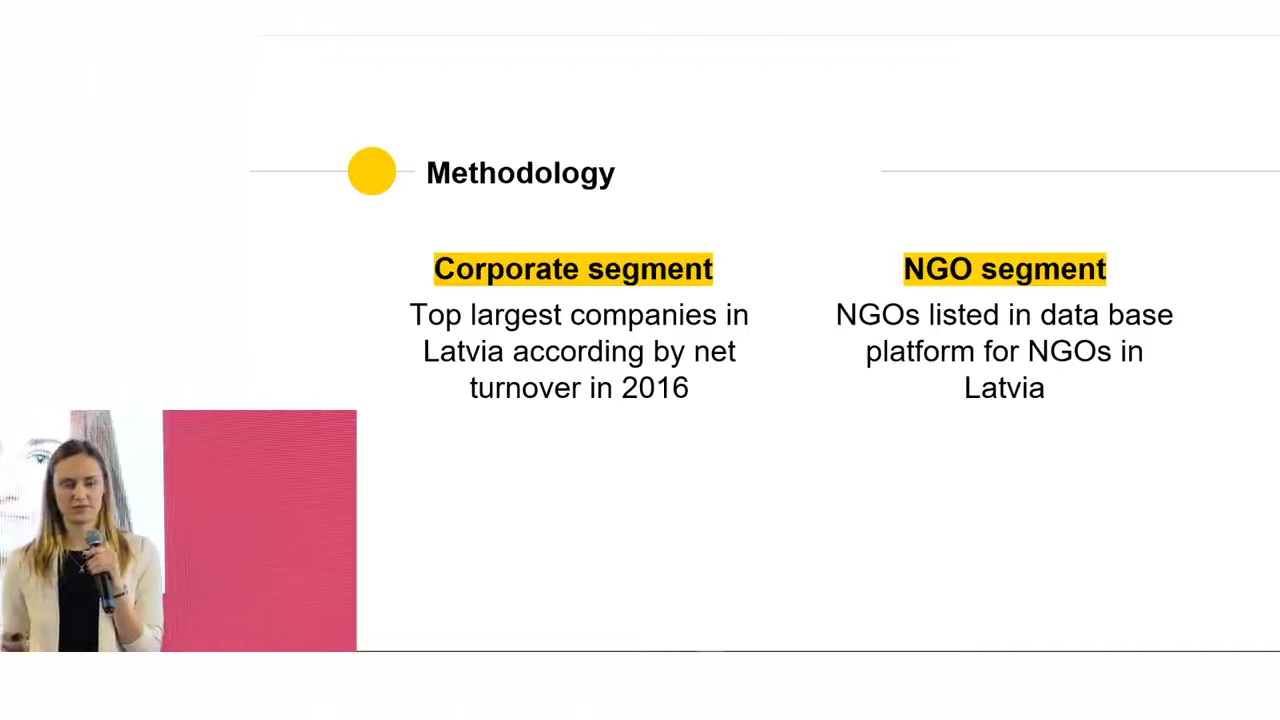 Methodology
Corporate segment
Top largest companies in
Latvia according by net
turnover in 2016
NGO segment
NGOs listed in data base
platform for NGOs in
Latvia